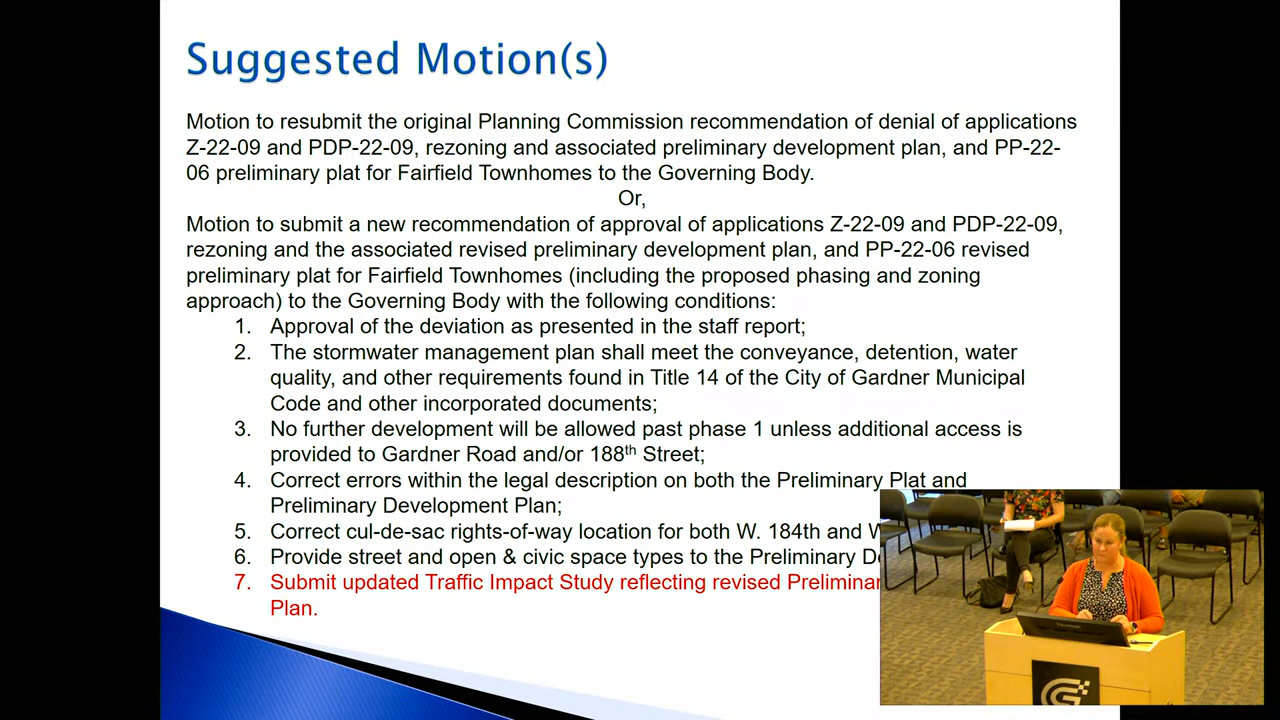 Suggested Motion(s)
Motion to resubmit the original Planning Commission recommendation of denial of applications
Z-22-09 and PDP-22-09, rezoning and associated preliminary development plan, and PP-22-
06 preliminary plat for Fairfield Townhomes to the Governing Body.
Or,
Motion to submit a new recommendation of approval of applications Z-22-09 and PDP-22-09,
rezoning and the associated revised preliminary development plan, and PP-22-06 revised
preliminary plat for Fairfield Townhomes (including the proposed phasing and zoning
approach) to the Governing Body with the following conditions:
1. Approval of the deviation as presented in the staff report;
2. The stormwater management plan shall meet the conveyance, detention, water
quality, and other requirements found in Title 14 of the City of Gardner Municipal
Code and other incorporated documents;
3. No further development will be allowed past phase 1 unless additional access is
provided to Gardner Road and/or 188th Street;
4. Correct errors within the legal description on both the Preliminary Plat and
Preliminary Development Plan;
5. Correct cul-de-sac rights-of-way location for both W. 184th and
6. Provide street and open & civic space types to the Preliminary
7. Submit updated Traffic Impact Study reflecting revised
Plan.